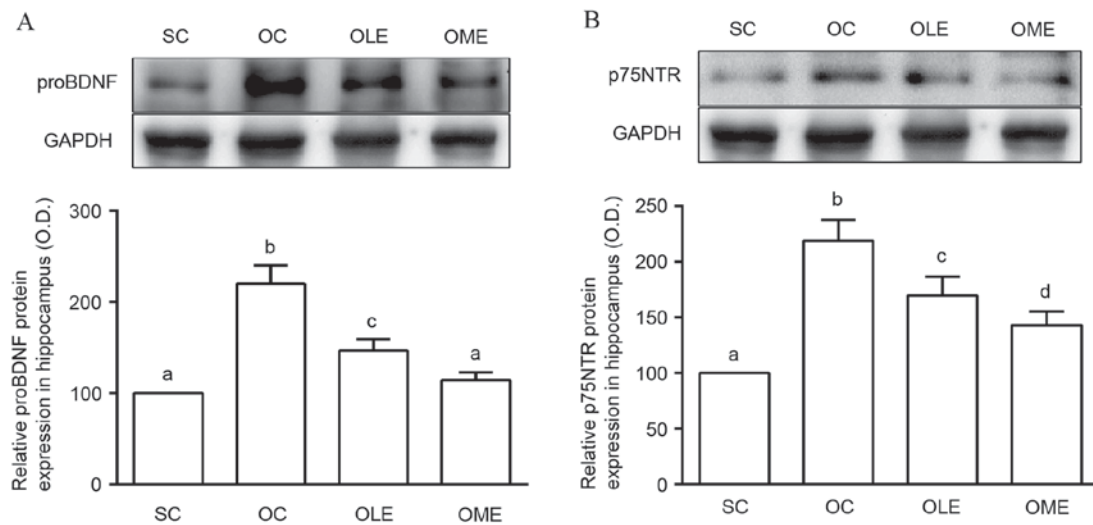 A
SC OC OLE OME
proBDNF
GAPDH
Relative proBDNF protein
expression in hippocampus (O.D.)
300
200
100
0
a
b
c
a
SC OC OLE OME
B
SC OC OLE OME
p75NTR
GAPDH
Relative p75NTR protein
expression in hippocampus (O.D.)
250
200
150
100
50
0
a
b
c
d
SC OC OLE OME